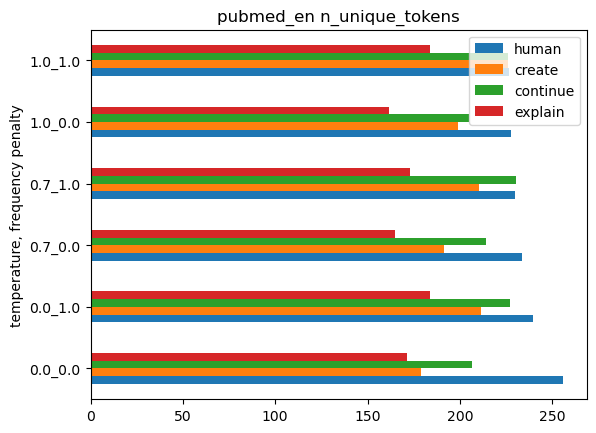 pubmed_en n_unique_tokens
human
create
continue
explain
temperature, frequency penalty
1.0_1.0
1.0_0.0
0.7_1.0
0.7_0.0
0.0_1.0
0.0_0.0
0 50 100 150 200 250